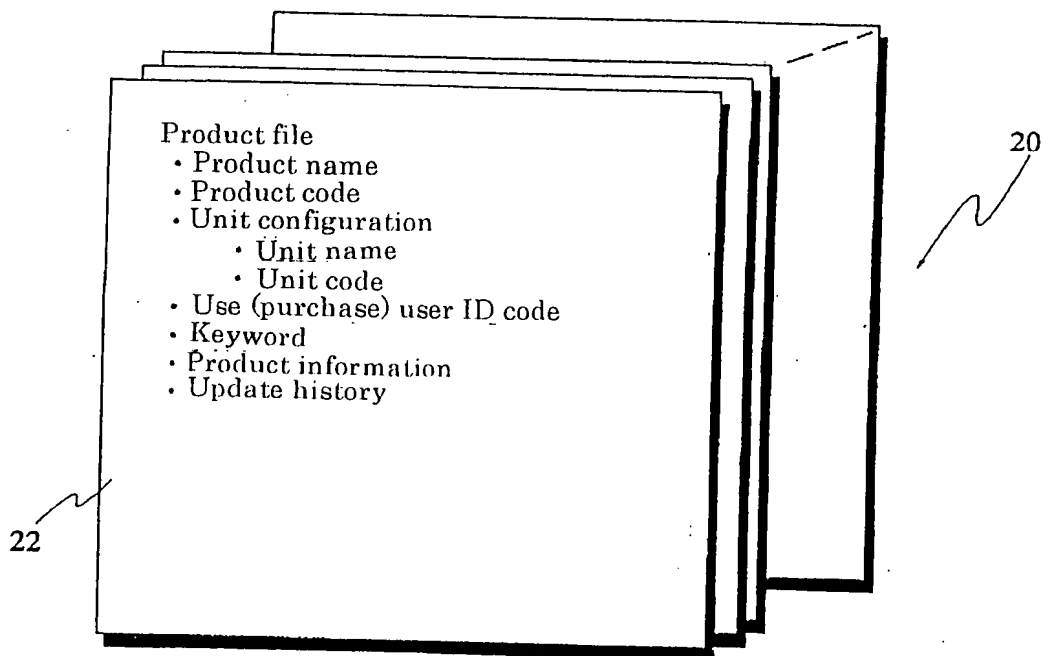 Product file
・Product name
・Product code
・Unit configuration
・Unit name
・Unit code
・Use (purchase) user ID code
・Keyword
・Product information
・Update history
20
22